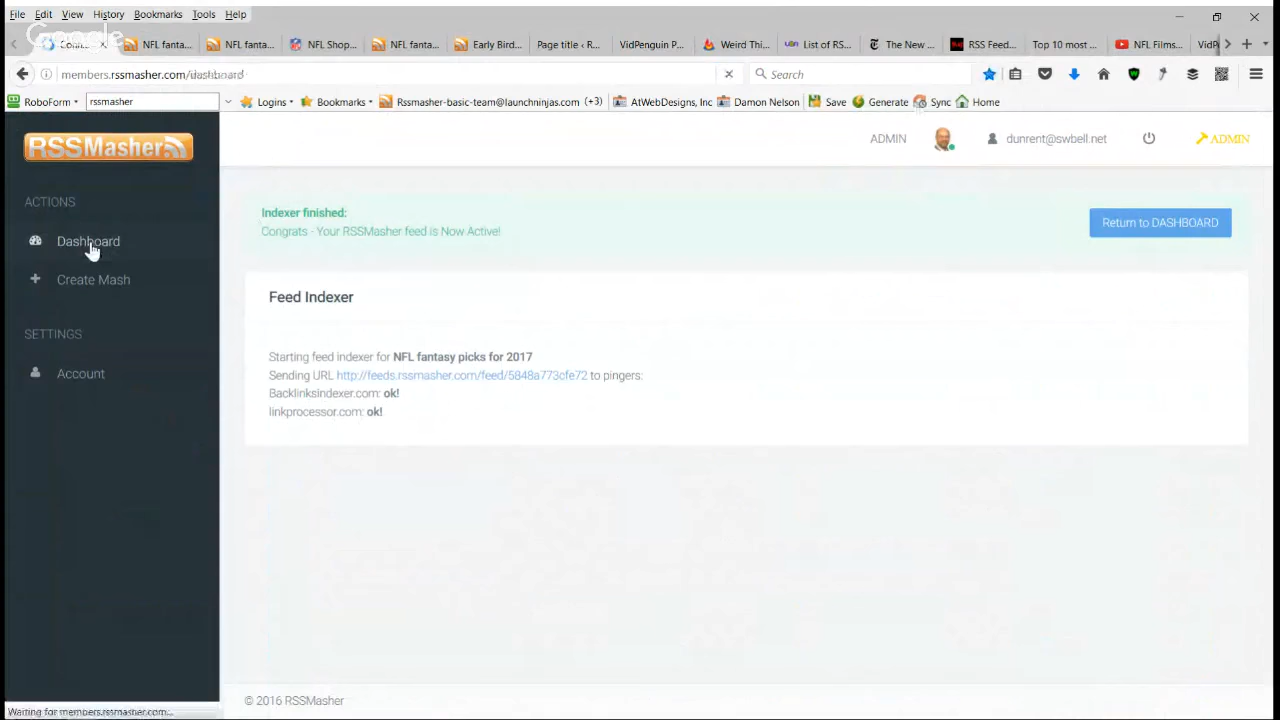 File Edit View History Bookmarks Tools Help
Google
NFL fanta... NFL fanta... NFL Shop... NFL fanta... Early Bird... Page title ‹ R... VidPenguin P... Weird Thi... List of RS... The New ... RSS Feed... Top 10 most ... NFL Films...
members.rssmasher.com/dashboard Search
RoboForm rssmasher Logins Bookmarks Rssmasher-basic-team@launchninjas.com (+3) AtWebDesigns, Inc Damon Nelson Save Generate Sync Home
RSSMasher
ADMIN dunrent@swbell.net ADMIN
ACTIONS
Dashboard
Create Mash
SETTINGS
Account
Indexer finished:
Congrats - Your RSSMasher feed is Now Active!
Return to DASHBOARD
Feed Indexer
Starting feed indexer for NFL fantasy picks for 2017
Sending URL http://feeds.rssmasher.com/feed/5848a773cfe72 to pingers:
Backlinksindexer.com: ok!
linkprocessor.com: ok!
© 2016 RSSMasher
Waiting for members.rssmasher.com...